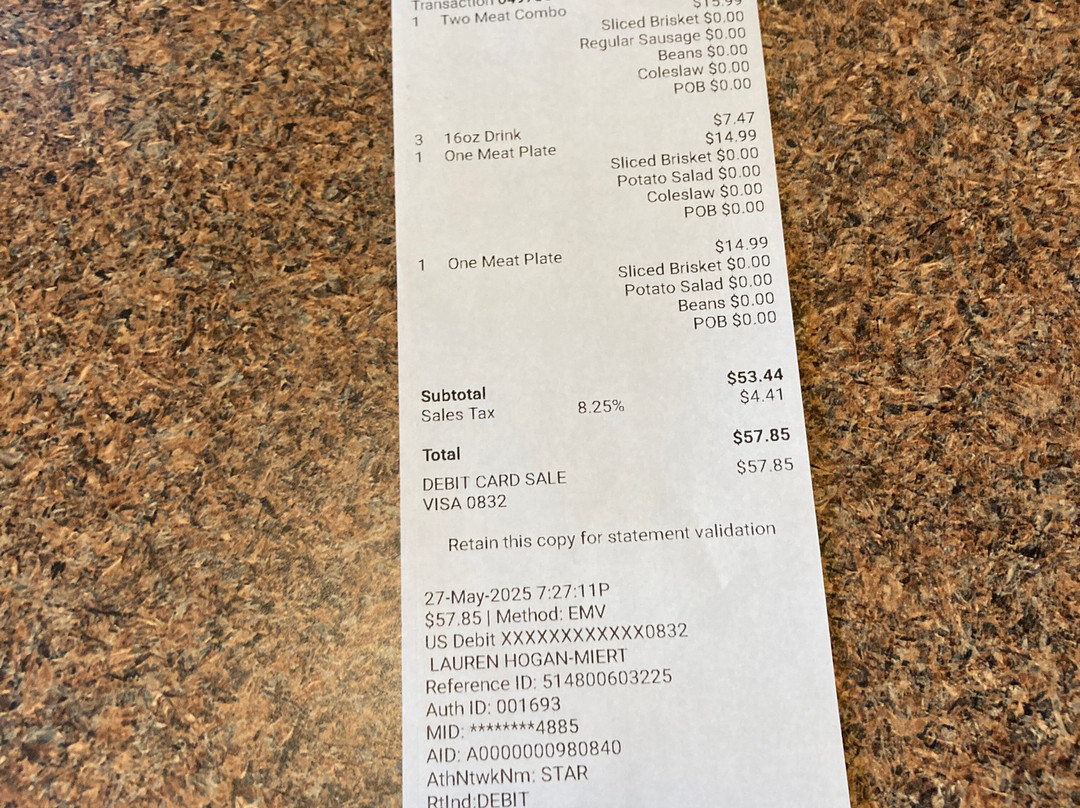 Transaction
$15.99
1 Two Meat Combo
Sliced Brisket $0.00
Regular Sausage $0.00
Beans $0.00
Coleslaw $0.00
POB $0.00
$7.47
3 16oz Drink
$14.99
1 One Meat Plate
Sliced Brisket $0.00
Potato Salad $0.00
Coleslaw $0.00
POB $0.00
$14.99
1 One Meat Plate
Sliced Brisket $0.00
Potato Salad $0.00
Beans $0.00
POB $0.00
Subtotal $53.44
Sales Tax 8.25% $4.41
Total $57.85
DEBIT CARD SALE $57.85
VISA 0832
Retain this copy for statement validation
27-May-2025 7:27:11P
$57.85 | Method: EMV
US Debit XXXXXXXXXXXX0832
LAUREN HOGAN-MIERT
Reference ID: 514800603225
Auth ID: 001693
MID: ********4885
AID: A0000000980840
AthNtwkNm: STAR
RtInd:DEBIT